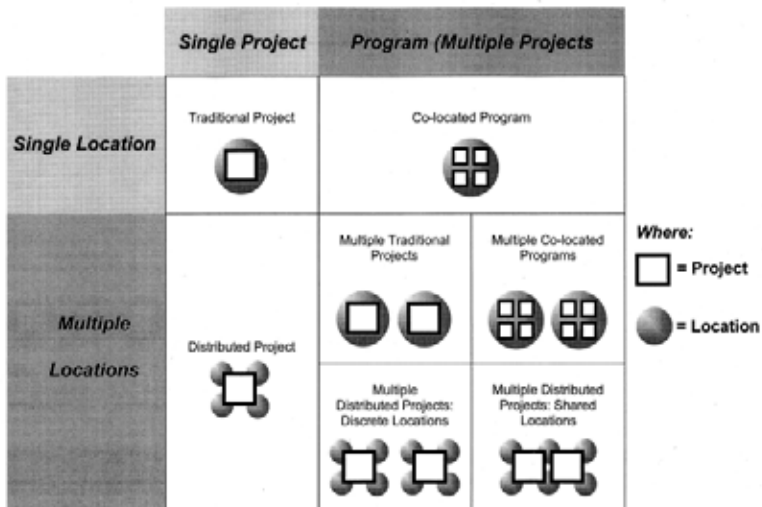 Single Project
Program (Multiple Projects
Single Location
Traditional Project
Co-located Program
Multiple
Locations
Distributed Project
Multiple Traditional
Projects
Multiple Co-located
Programs
Multiple
Distributed Projects:
Discrete Locations
Multiple Distributed
Projects: Shared
Locations
Where:
= Project
= Location